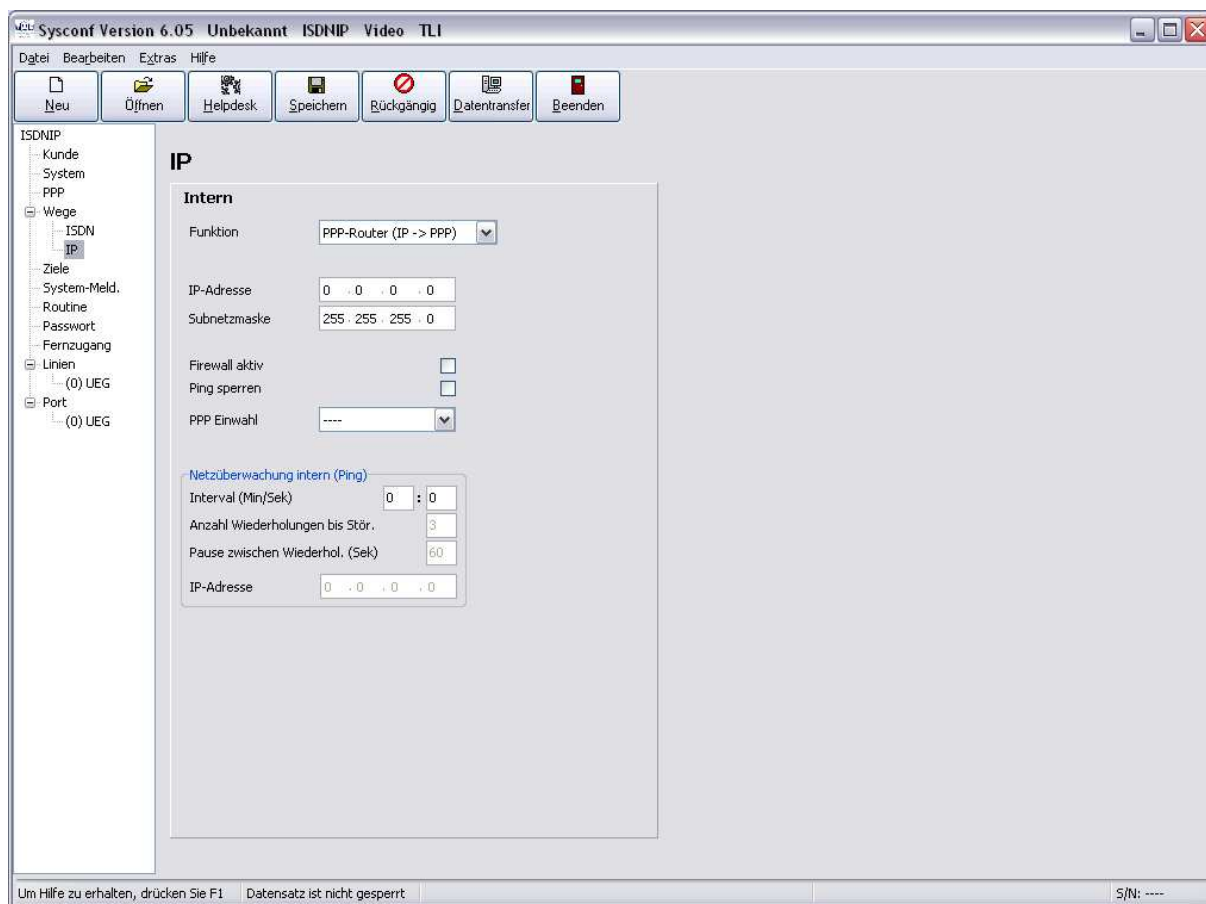 Sysconf Version 6.05 Unbekannt ISDNIP Video TLI
Datei Bearbeiten Extras Hilfe
Neu Öffnen Helpdesk Speichern Rückgängig Datentransfer Beenden
ISDNIP
Kunde
System
PPP
Wege
ISDN
IP
Ziele
System-Meld.
Routine
Passwort
Fernzugang
Linien
(0) UEG
Port
(0) UEG
IP
Intern
Funktion PPP-Router (IP -> PPP)
IP-Adresse 0 . 0 . 0 . 0
Subnetzmaske 255 . 255 . 255 . 0
Firewall aktiv
Ping sperren
PPP Einwahl ----
Netzüberwachung intern (Ping)
Interval (Min/Sek) 0 : 0
Anzahl Wiederholungen bis Stör. 3
Pause zwischen Wiederhol. (Sek) 60
IP-Adresse 0 . 0 . 0 . 0
Um Hilfe zu erhalten, drücken Sie F1 Datensatz ist nicht gesperrt S/N: ----